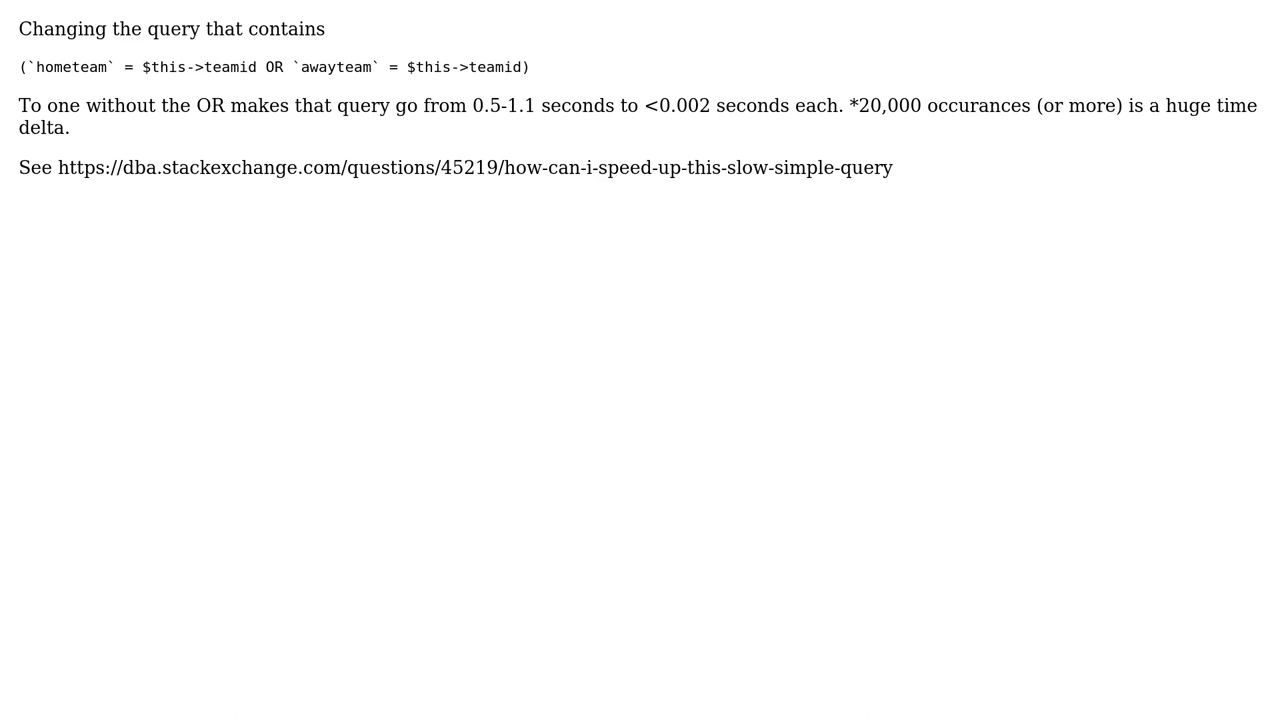 Changing the query that contains
(`hometeam` = $this->teamid OR `awayteam` = $this->teamid)
To one without the OR makes that query go from 0.5-1.1 seconds to <0.002 seconds each. *20,000 occurances (or more) is a huge time
delta.
See https://dba.stackexchange.com/questions/45219/how-can-i-speed-up-this-slow-simple-query